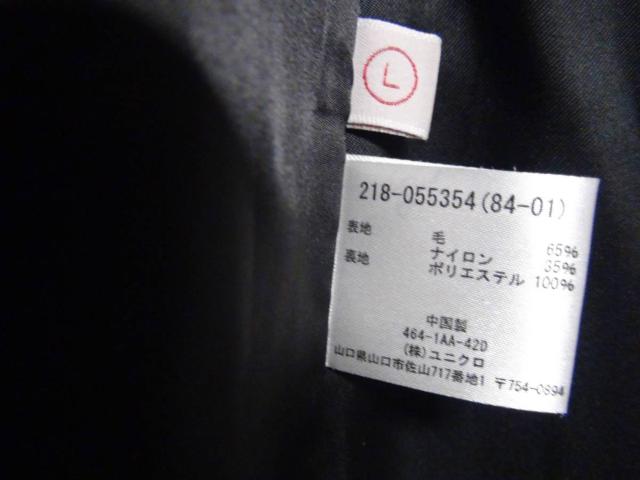 L
218-055354(84-01)
表地 毛 65%
ナイロン 35%
裏地 ポリエステル 100%
中国製
464-1AA-42D
(株)ユニクロ
山口県山口市佐山717番地1 〒754-0894